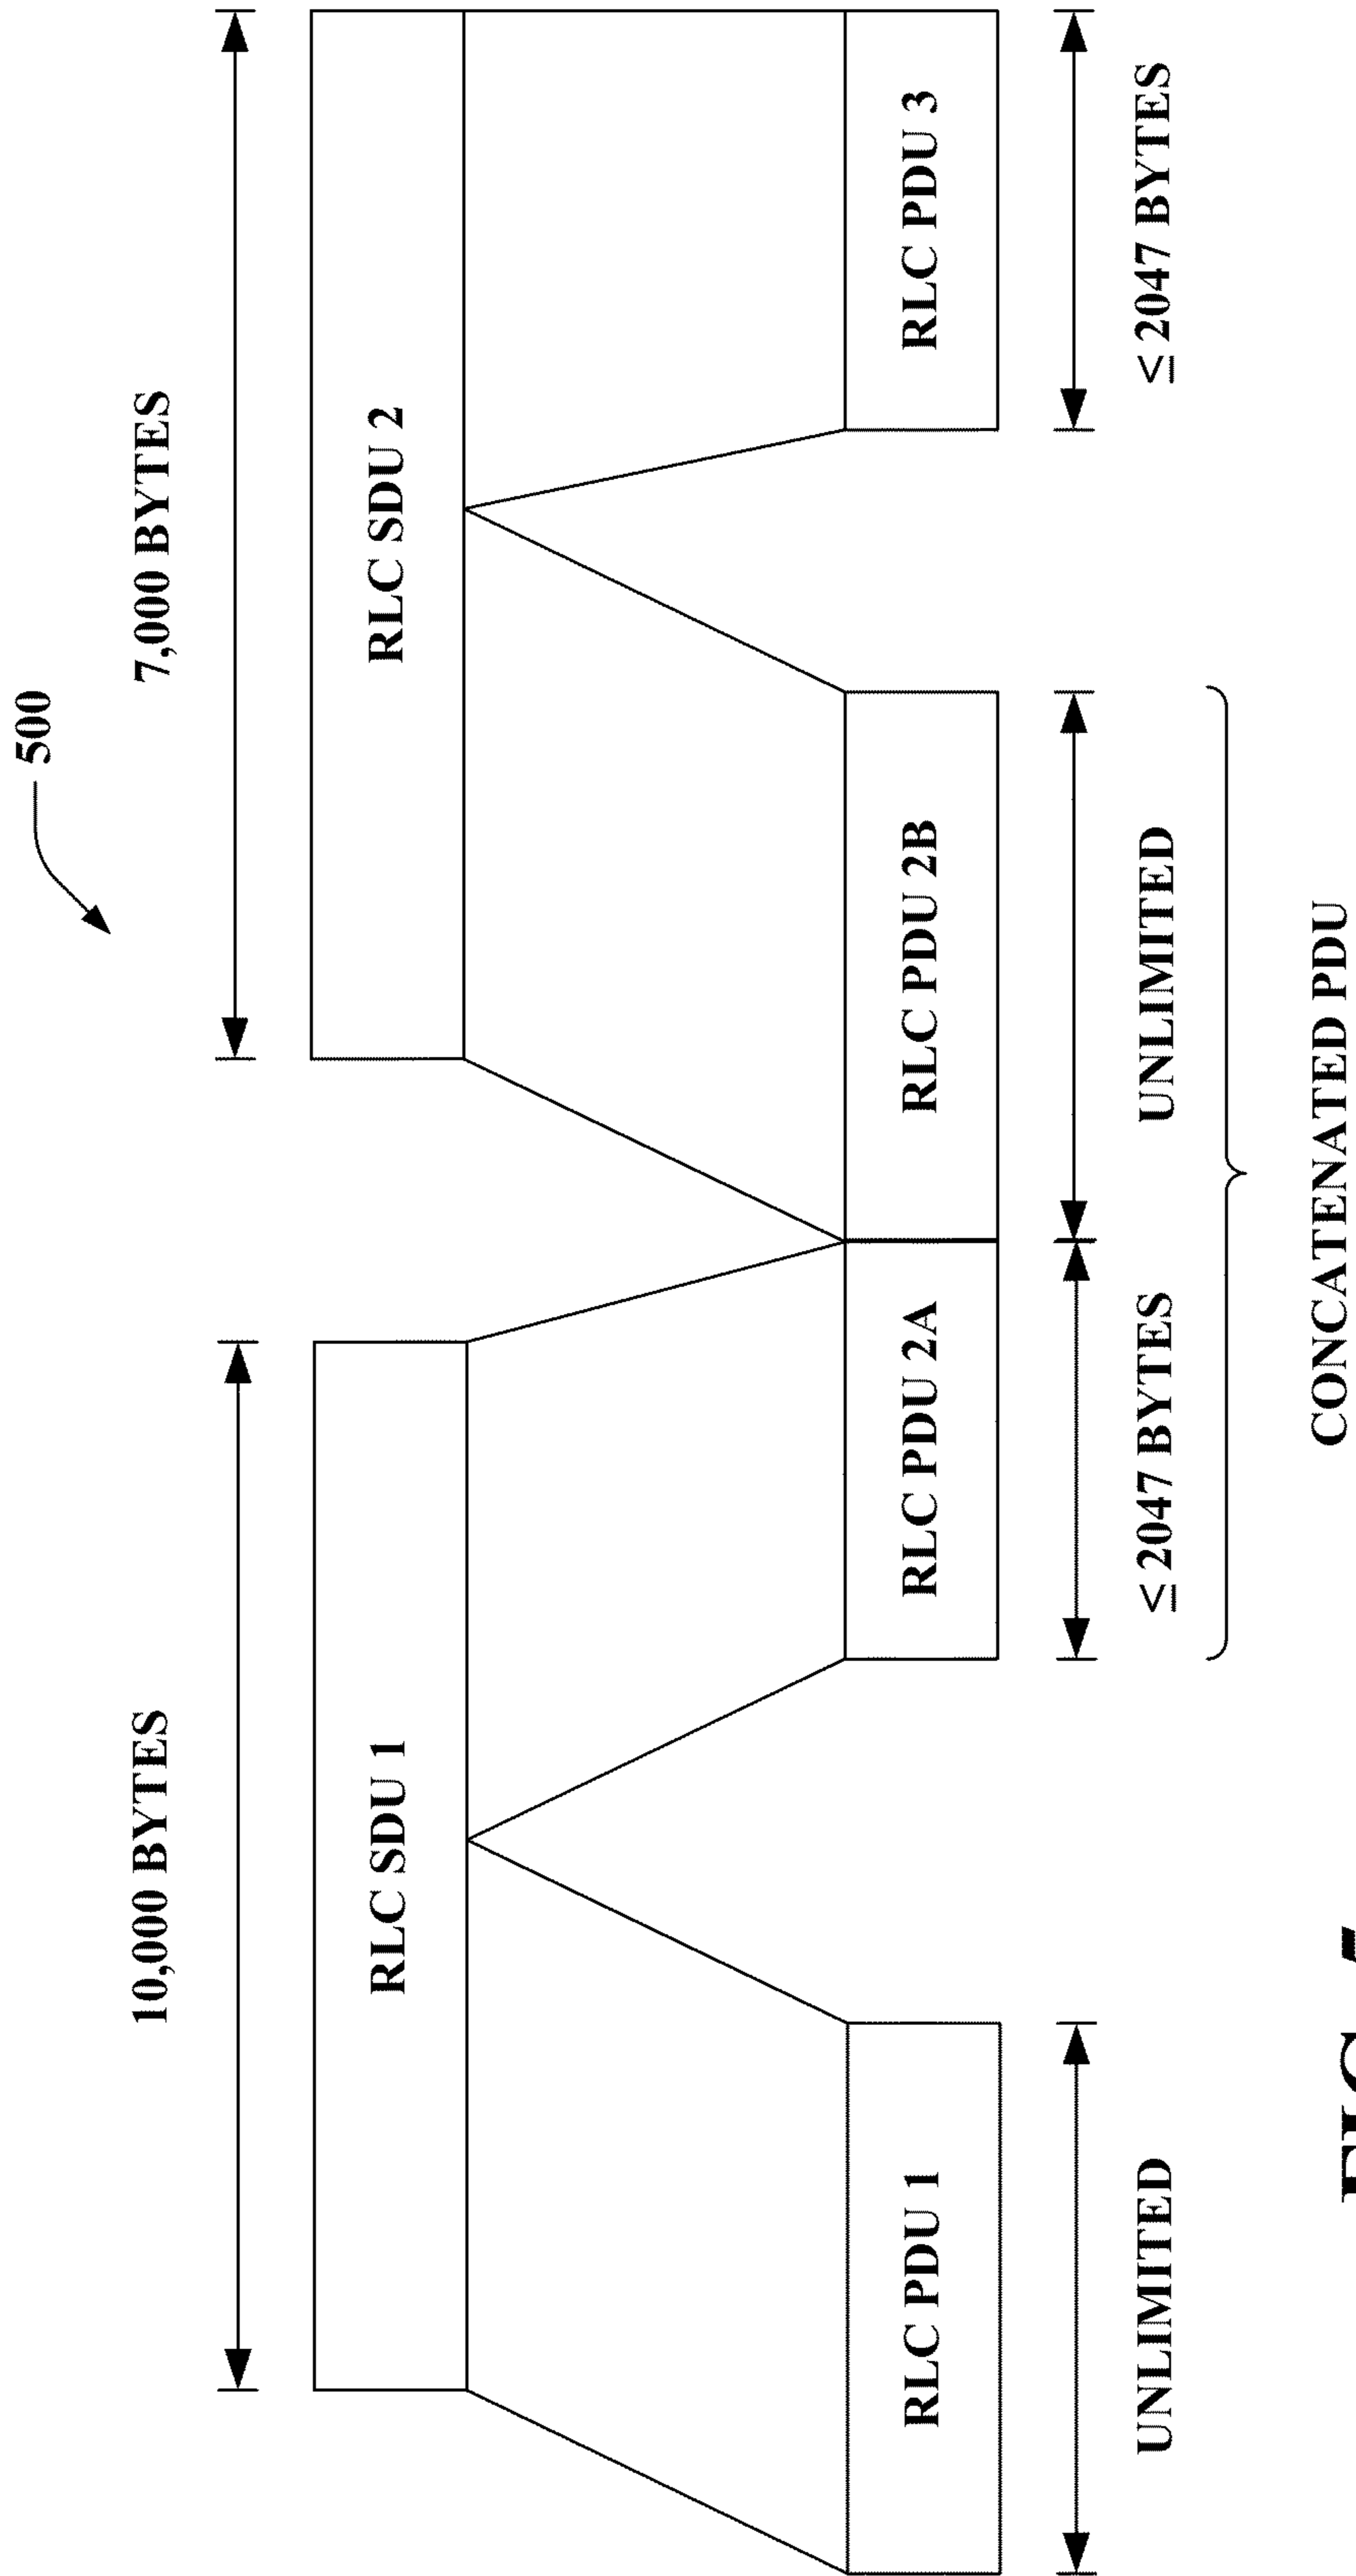 500
10,000 BYTES
7,000 BYTES
RLC SDU 1
RLC SDU 2
RLC PDU 1
RLC PDU 2A
RLC PDU 2B
RLC PDU 3
UNLIMITED
≤ 2047 BYTES
UNLIMITED
≤ 2047 BYTES
CONCATENATED PDU